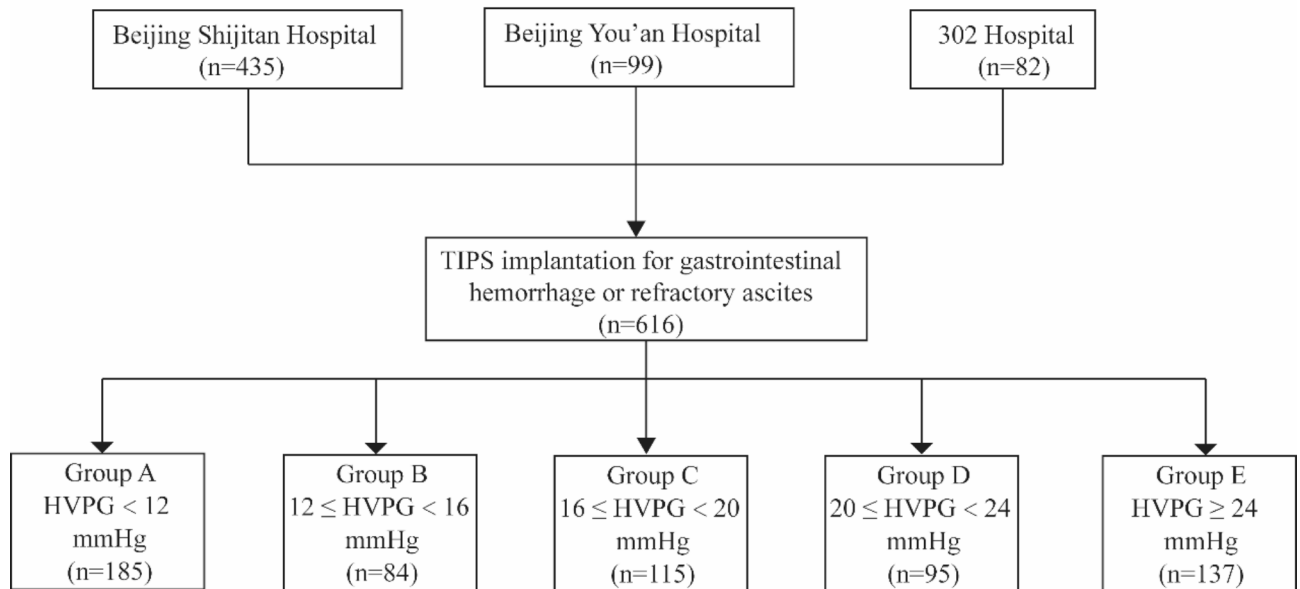 Beijing Shijitan Hospital
(n=435)
Beijing You’an Hospital
(n=99)
302 Hospital
(n=82)
TIPS implantation for gastrointestinal
hemorrhage or refractory ascites
(n=616)
Group A
HVPG < 12
mmHg
(n=185)
Group B
12 ≤ HVPG < 16
mmHg
(n=84)
Group C
16 ≤ HVPG < 20
mmHg
(n=115)
Group D
20 ≤ HVPG < 24
mmHg
(n=95)
Group E
HVPG ≥ 24
mmHg
(n=137)